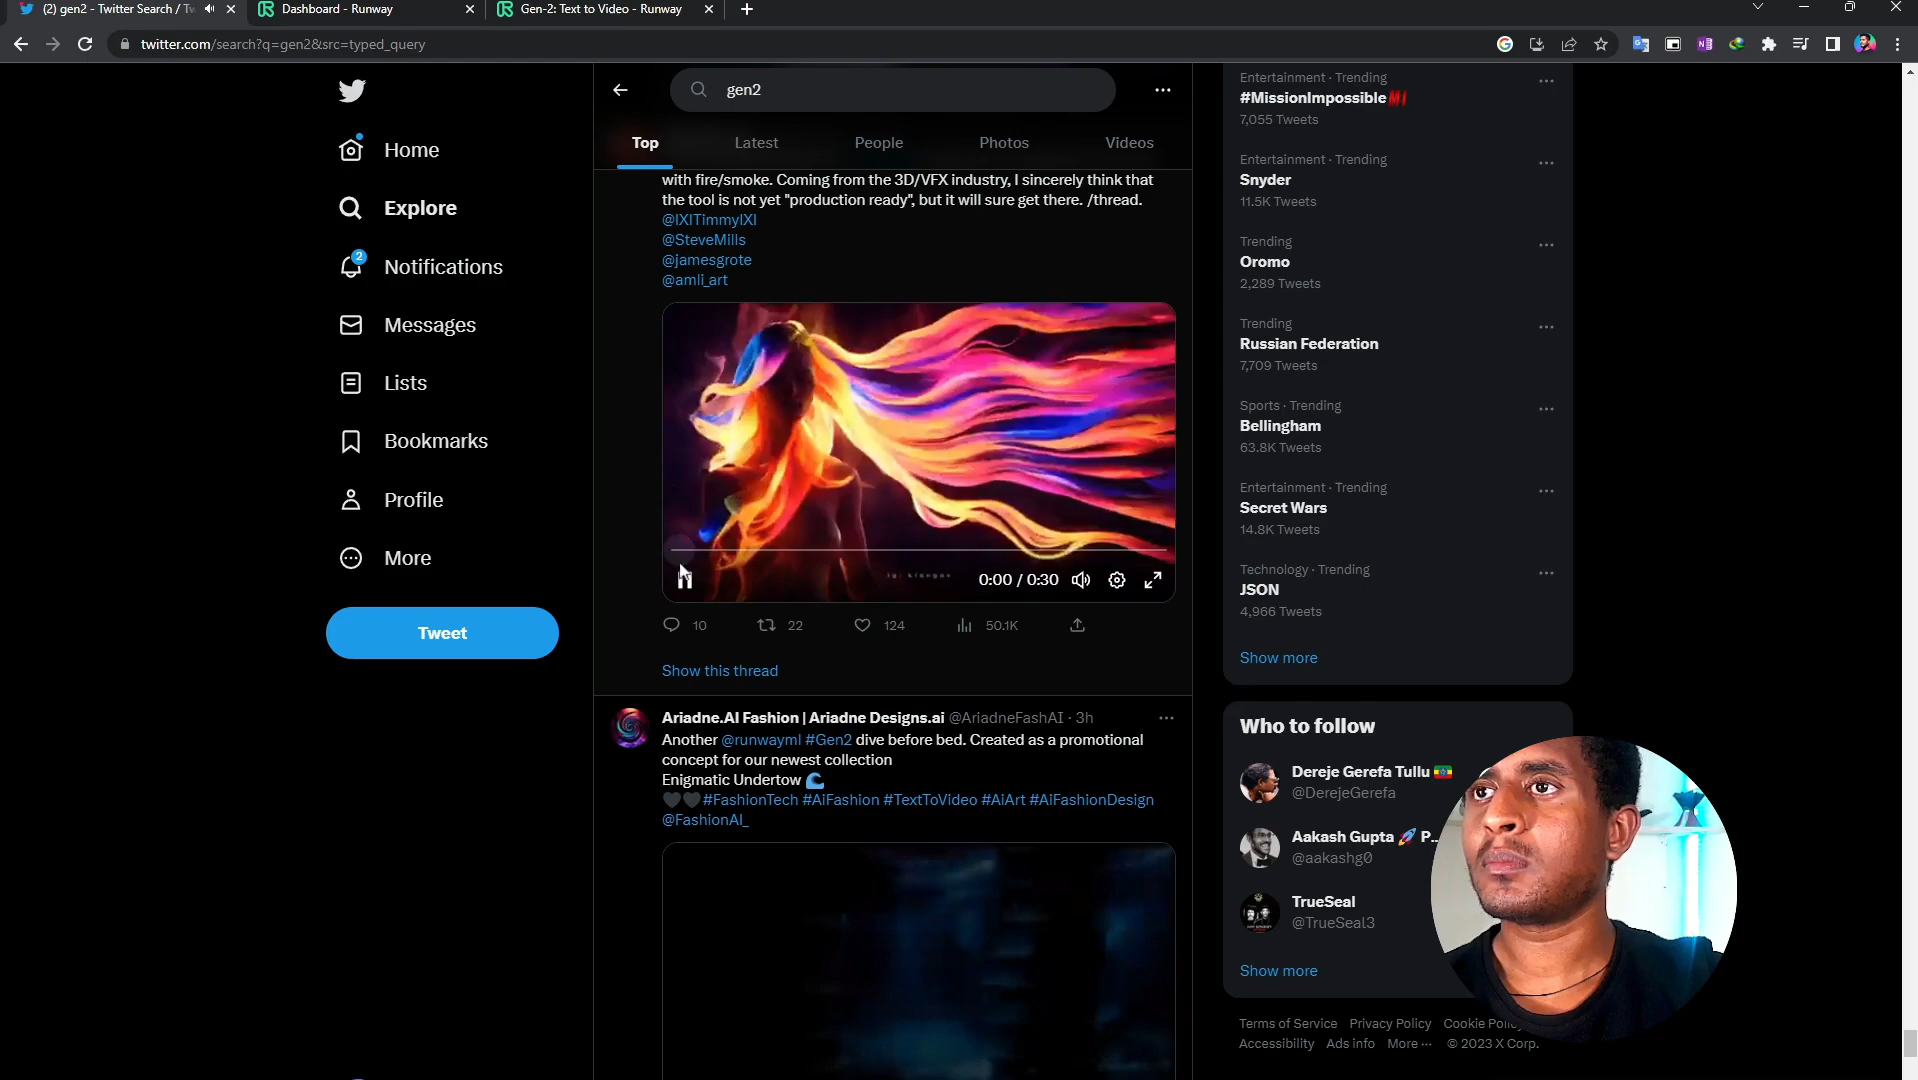 (2) gen2 - Twitter Search / Tw
Dashboard - Runway
Gen-2: Text to Video - Runway
twitter.com/search?q=gen2&src=typed_query
Home
Explore
2
Notifications
Messages
Lists
Bookmarks
Profile
More
Tweet
gen2
Top
Latest
People
Photos
Videos
with fire/smoke. Coming from the 3D/VFX industry, I sincerely think that
the tool is not yet "production ready", but it will sure get there. /thread.
@IXITimmyIXI
@SteveMills
@jamesgrote
@amli_art
0:00 / 0:30
10
22
124
50.1K
Show this thread
Ariadne.AI Fashion | Ariadne Designs.ai @AriadneFashAI · 3h
Another @runwayml #Gen2 dive before bed. Created as a promotional
concept for our newest collection
Enigmatic Undertow 🌊
🖤🖤#FashionTech #AiFashion #TextToVideo #AiArt #AiFashionDesign
@FashionAI_
Entertainment · Trending
#MissionImpossible
7,055 Tweets
Entertainment · Trending
Snyder
11.5K Tweets
Trending
Oromo
2,289 Tweets
Trending
Russian Federation
7,709 Tweets
Sports · Trending
Bellingham
63.8K Tweets
Entertainment · Trending
Secret Wars
14.8K Tweets
Technology · Trending
JSON
4,966 Tweets
Show more
Who to follow
Dereje Gerefa Tullu 🇪🇹
@DerejeGerefa
Aakash Gupta 🚀 P...
@aakashg0
TrueSeal
@TrueSeal3
Show more
Terms of Service Privacy Policy Cookie Policy
Accessibility Ads info More ··· © 2023 X Corp.